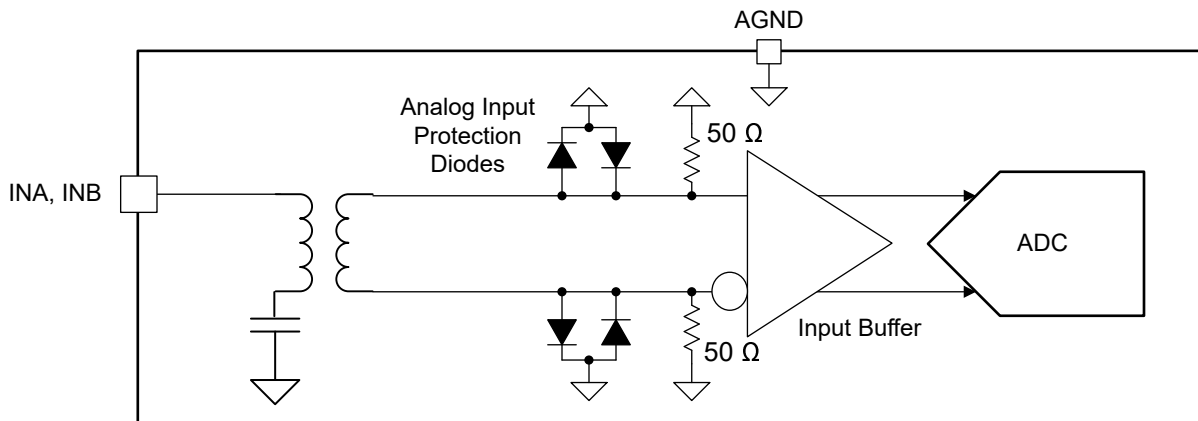 AGND
Analog Input
Protection
Diodes
50 Ω
INA, INB
ADC
Input Buffer
50 Ω